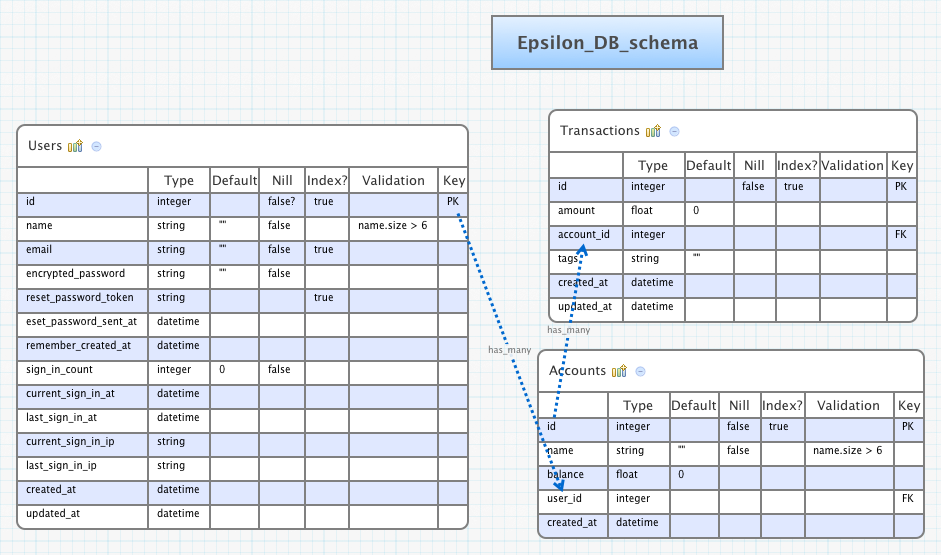 Epsilon_DB_schema
Users
Type Default Nill Index? Validation Key
id integer false? true PK
name string "" false name.size > 6
email string "" false true
encrypted_password string "" false
reset_password_token string true
eset_password_sent_at datetime
remember_created_at datetime
sign_in_count integer 0 false
current_sign_in_at datetime
last_sign_in_at datetime
current_sign_in_ip string
last_sign_in_ip string
created_at datetime
updated_at datetime
Transactions
Type Default Nill Index? Validation Key
id integer false true PK
amount float 0
account_id integer FK
tags string ""
created_at datetime
updated_at datetime
has_many
has_many
Accounts
Type Default Nill Index? Validation Key
id integer false true PK
name string "" false name.size > 6
balance float 0
user_id integer FK
created_at datetime